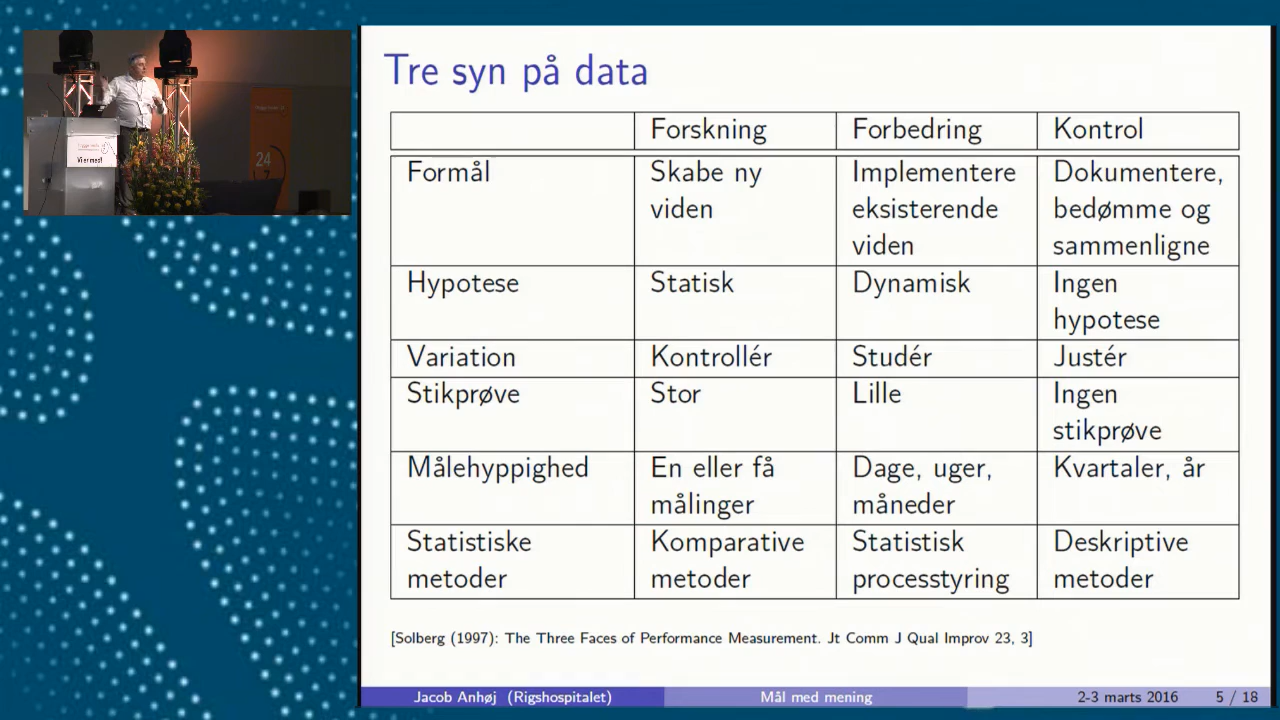 Tre syn på data
Forskning Forbedring Kontrol
Formål Skabe ny Implementere Dokumentere,
viden eksisterende bedømme og
viden sammenligne
Hypotese Statisk Dynamisk Ingen
hypotese
Variation Kontrollér Studér Justér
Stikprøve Stor Lille Ingen
stikprøve
Målehyppighed En eller få Dage, uger, Kvartaler, år
målinger måneder
Statistiske Komparative Statistisk Deskriptive
metoder metoder processtyring metoder
[Solberg (1997): The Three Faces of Performance Measurement. Jt Comm J Qual Improv 23, 3]
Jacob Anhøj (Rigshospitalet) Mål med mening 2-3 marts 2016 5 / 18
Vi er med!
24